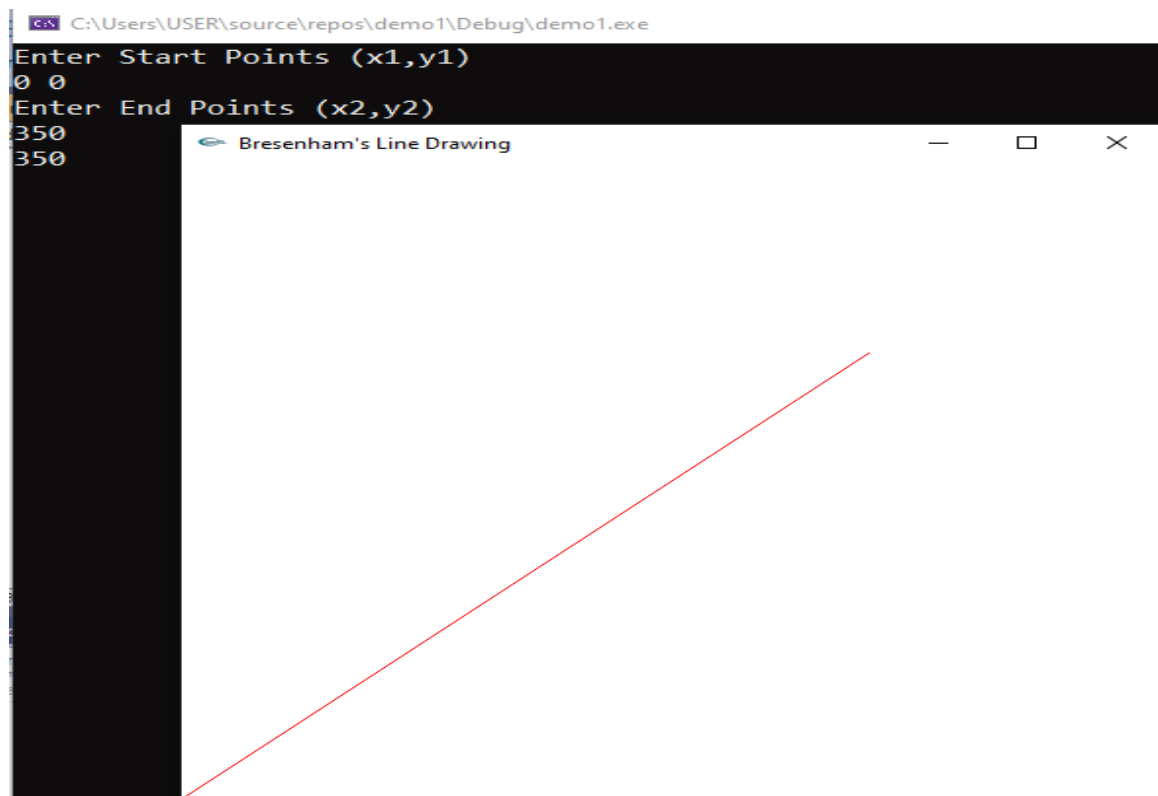 C:\Users\USER\source\repos\demo1\Debug\demo1.exe
Enter Start Points (x1,y1)
0 0
Enter End Points (x2,y2)
350
350
Bresenham's Line Drawing